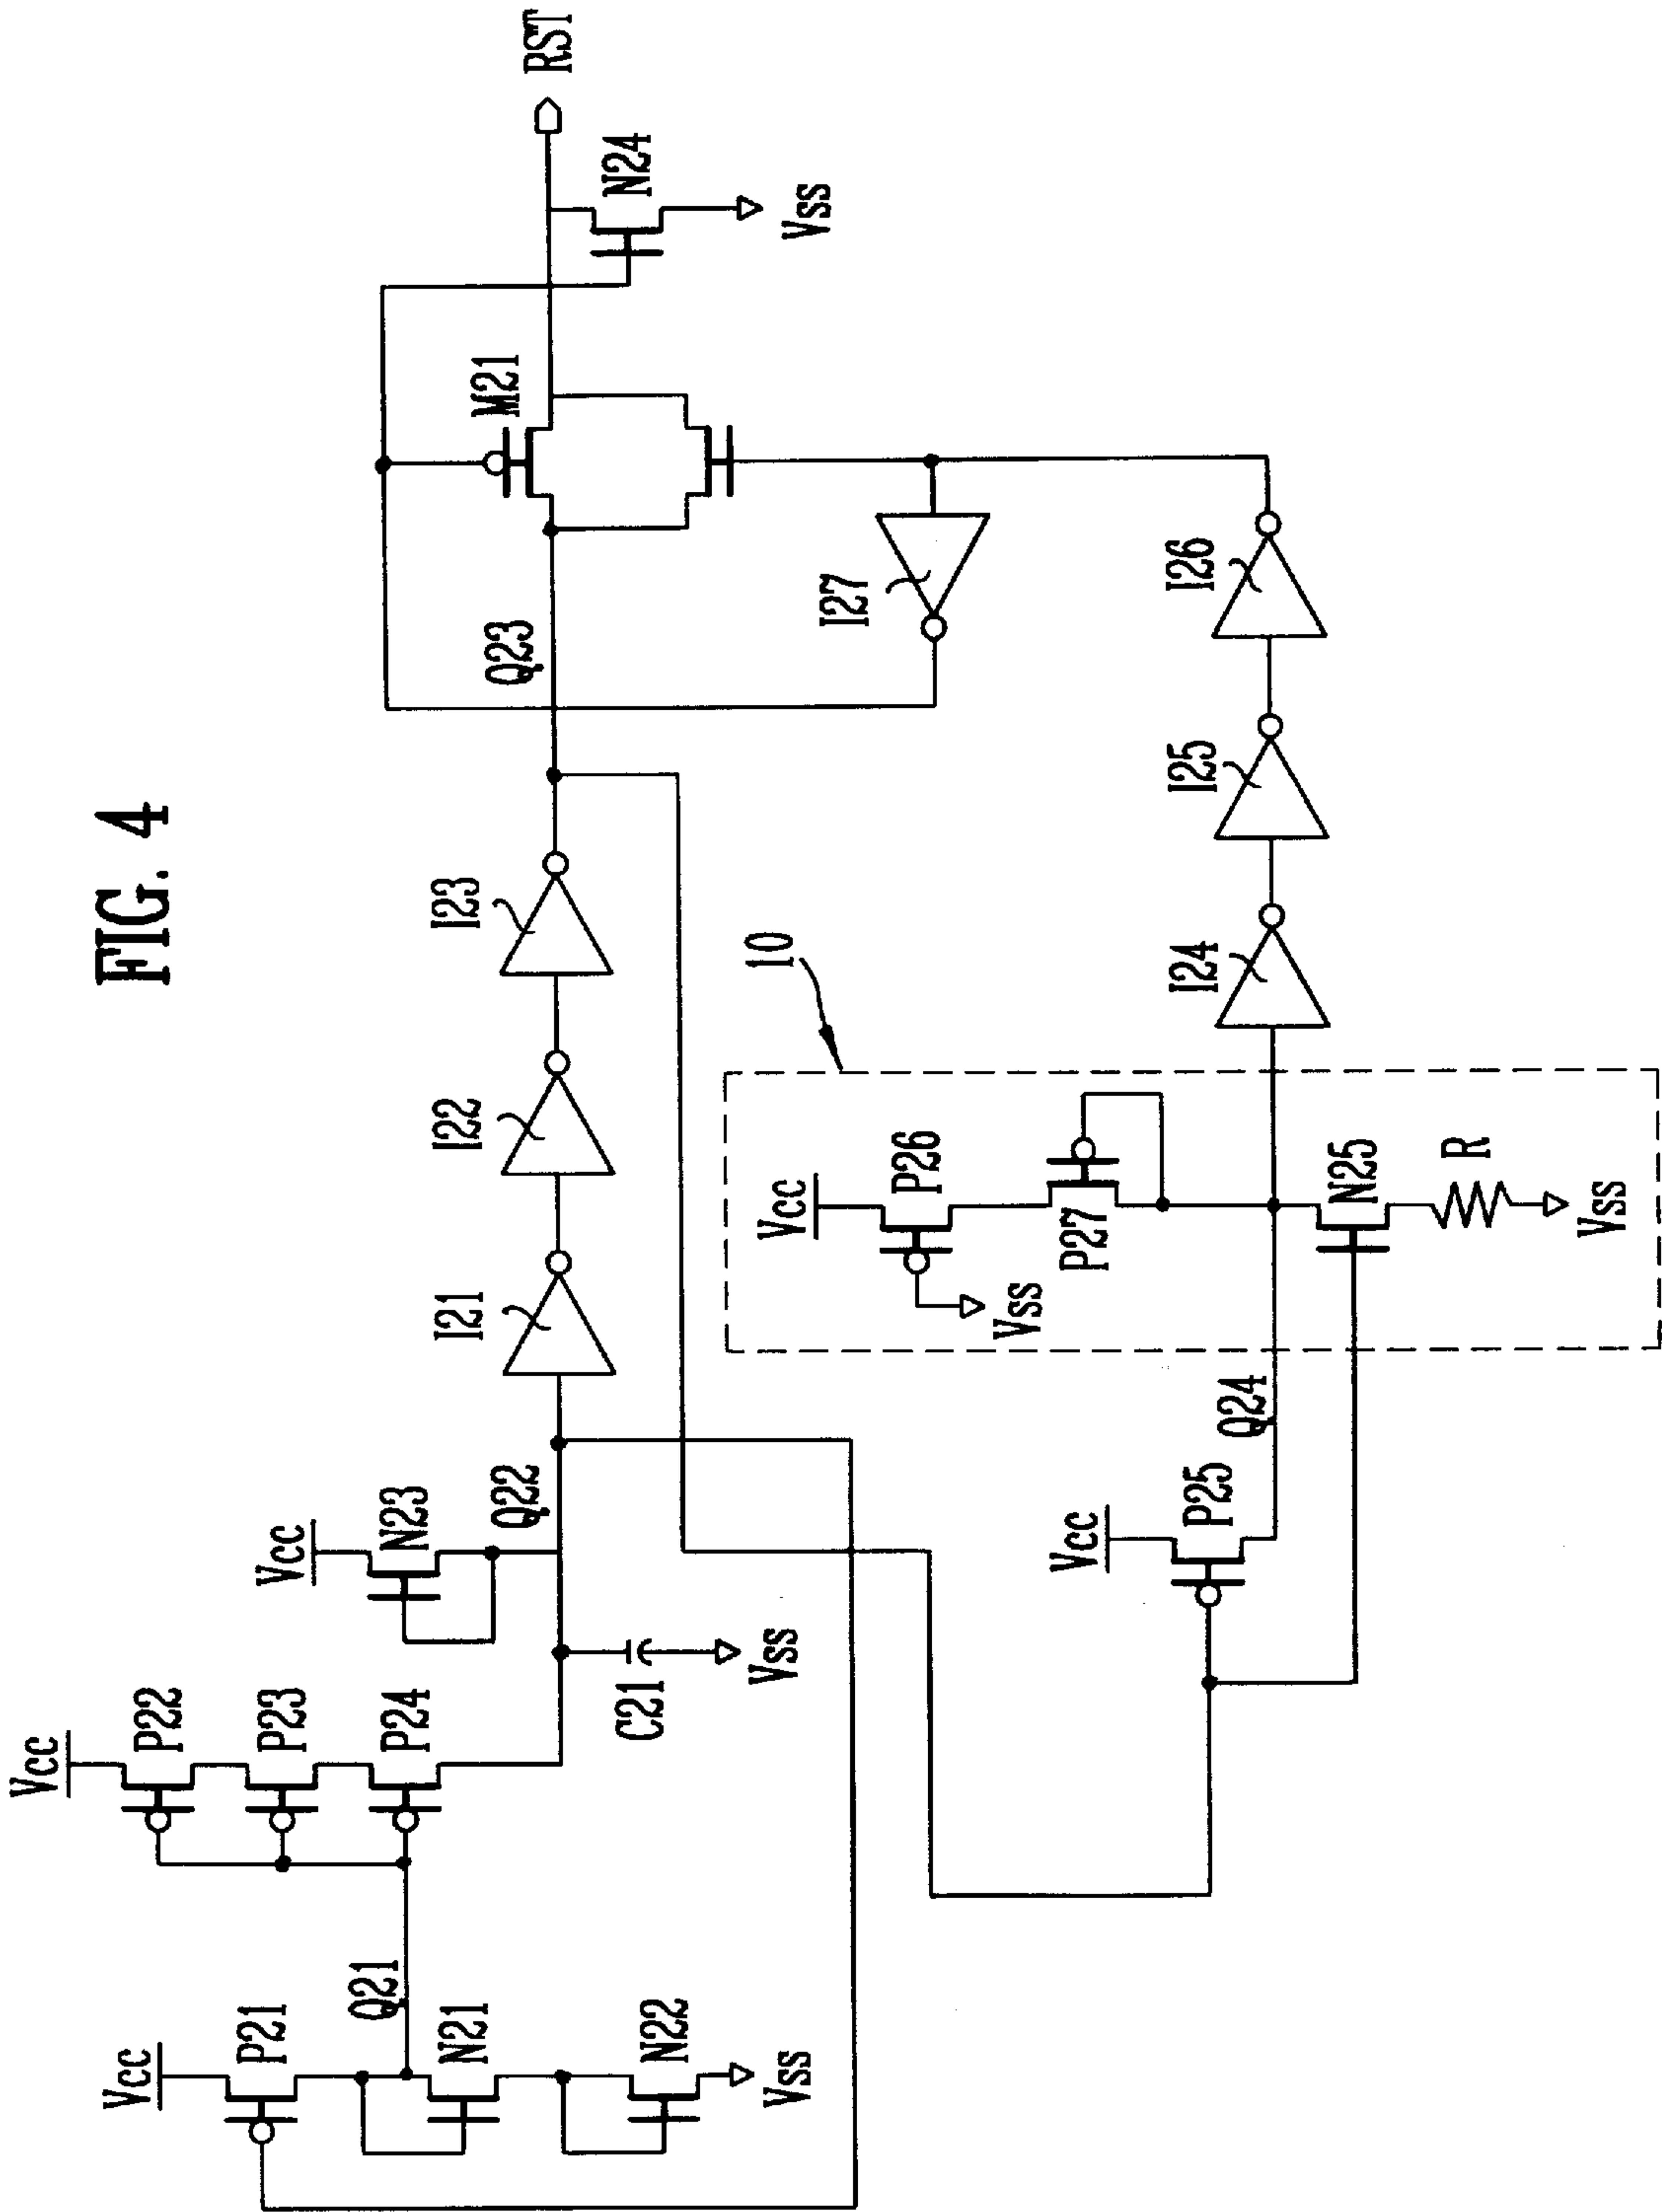 FIG. 4
Vcc
P21
Q21
N21
N22
Vss
Vcc
P22
P23
P24
C21
Vss
Vcc
N23
Q22
I21
I22
I23
Q23
M21
RST
N24
Vss
I27
Vcc
P25
Q24
10
Vcc
P26
Vss
P27
N25
R
Vss
I24
I25
I26